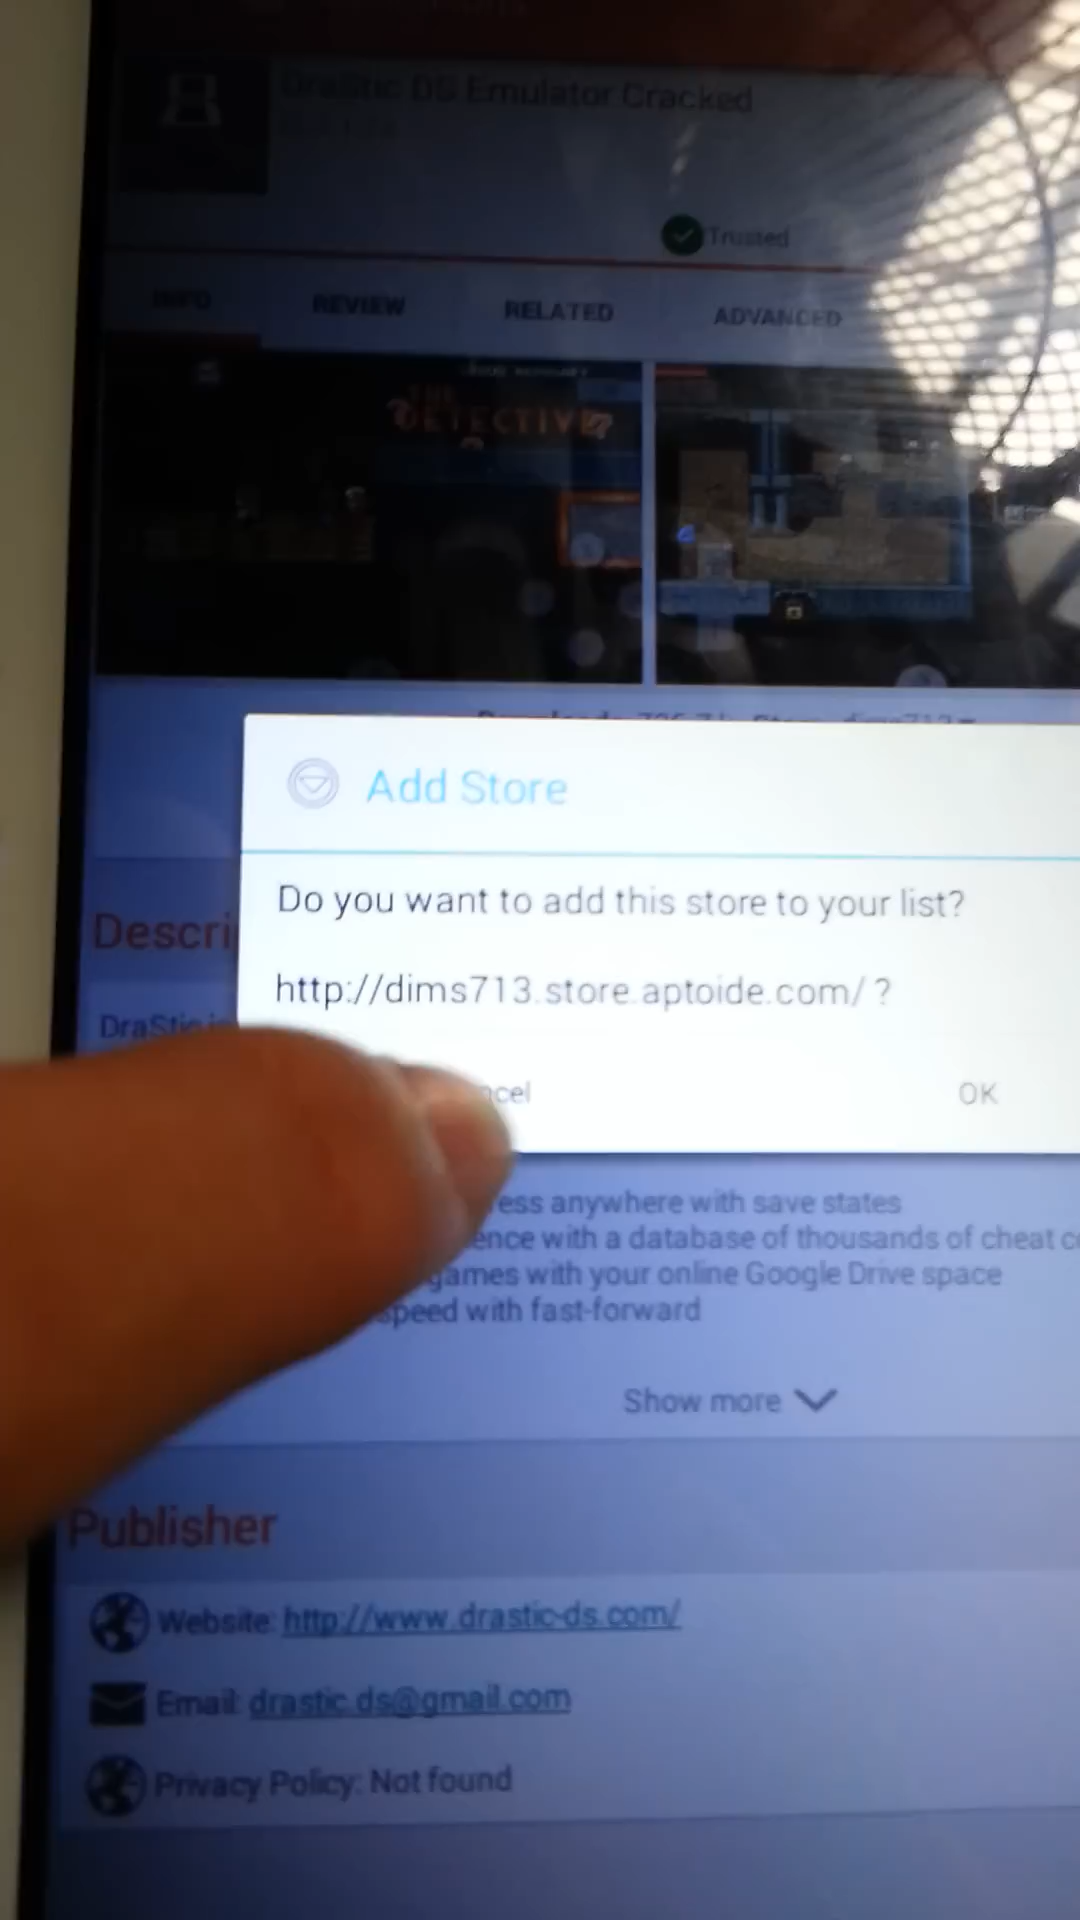 DraStic DS Emulator Cracked
Trusted
INFO
REVIEW
RELATED
ADVANCED
THE
DETECTIVE
Add Store
Do you want to add this store to your list?
http://dims713.store.aptoide.com/ ?
Descri
DraStic is
ncel
OK
ess anywhere with save states
ence with a database of thousands of cheat c
games with your online Google Drive space
speed with fast-forward
Show more
Publisher
Website: http://www.drastic-ds.com/
Email: drastic.ds@gmail.com
Privacy Policy: Not found